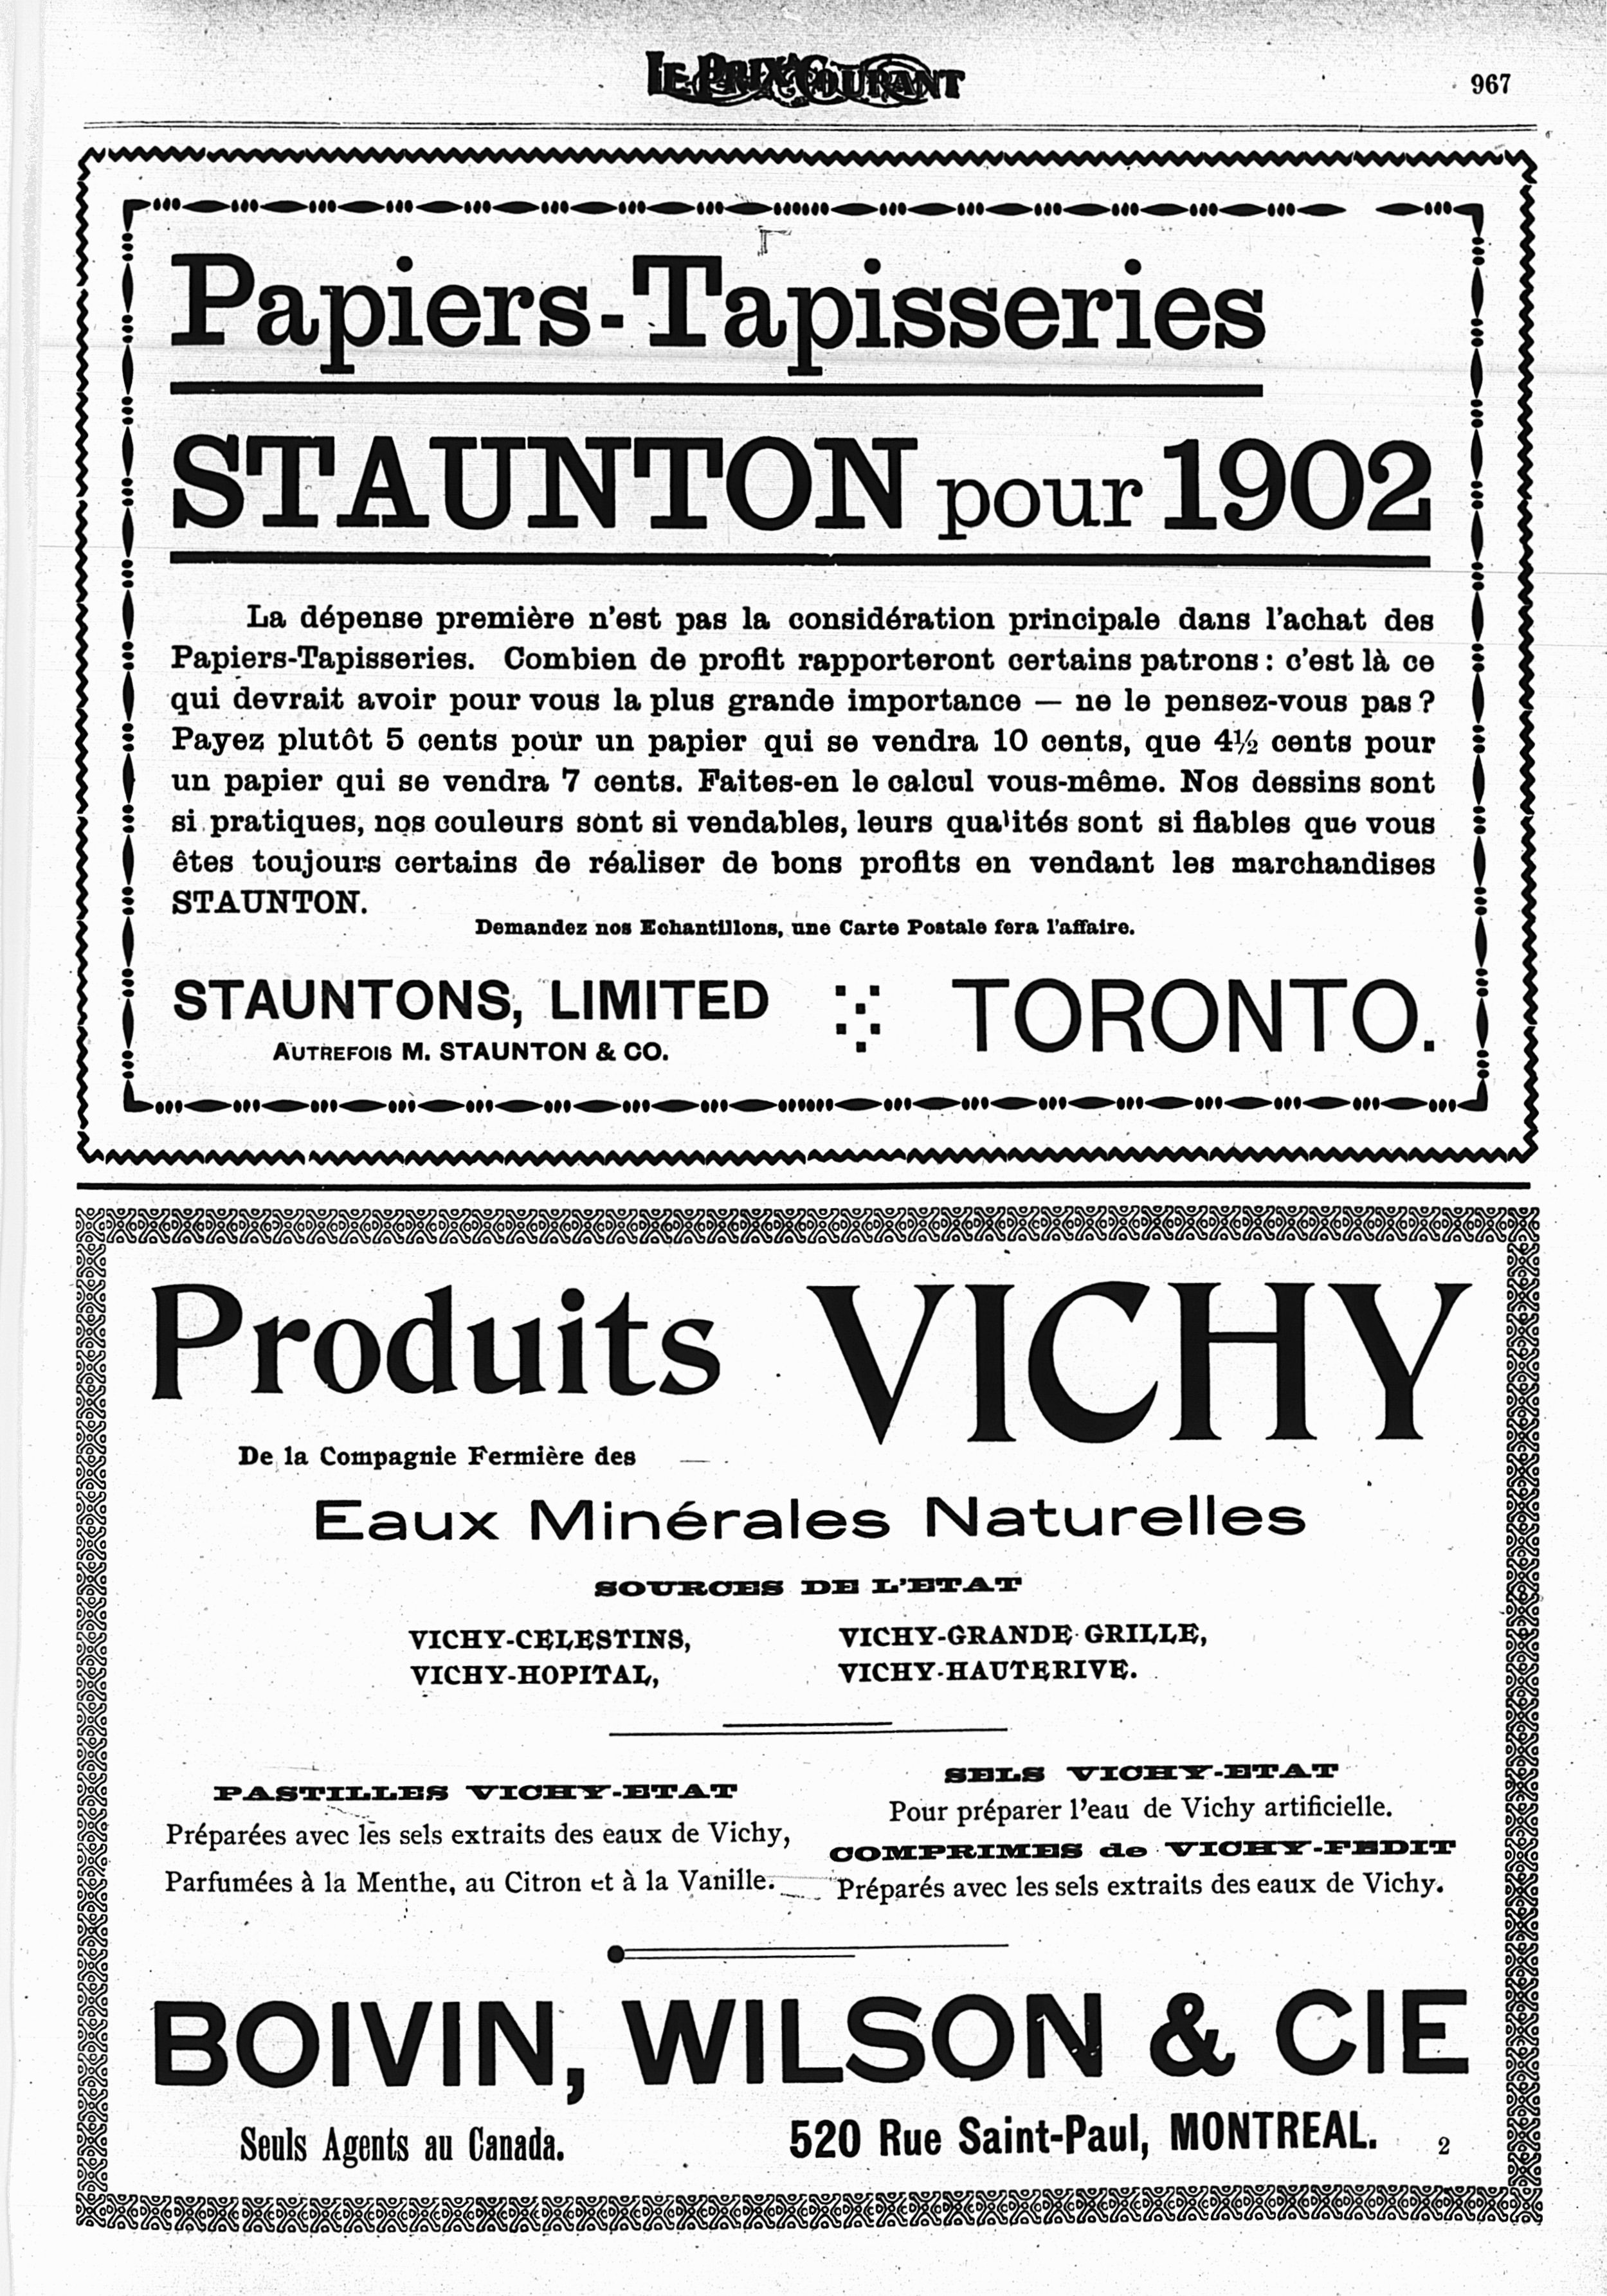 LE PRIX COURANT
967
Papiers-Tapisseries
STAUNTON pour 1902
La dépense première n'est pas la considération principale dans l'achat des
Papiers-Tapisseries. Combien de profit rapporteront certains patrons : c'est là ce
qui devrait avoir pour vous la plus grande importance — ne le pensez-vous pas ?
Payez plutôt 5 cents pour un papier qui se vendra 10 cents, que 4½ cents pour
un papier qui se vendra 7 cents. Faites-en le calcul vous-même. Nos dessins sont
si pratiques, nos couleurs sont si vendables, leurs qualités sont si fiables que vous
êtes toujours certains de réaliser de bons profits en vendant les marchandises
STAUNTON.
Demandez nos Echantillons, une Carte Postale fera l'affaire.
STAUNTONS, LIMITED
AUTREFOIS M. STAUNTON & CO.
TORONTO.
Produits VICHY
De la Compagnie Fermière des
Eaux Minérales Naturelles
SOURCES DE L'ETAT
VICHY-CELESTINS,
VICHY-HOPITAL,
VICHY-GRANDE GRILLE,
VICHY-HAUTERIVE.
PASTILLES VICHY-ETAT
Préparées avec les sels extraits des eaux de Vichy,
Parfumées à la Menthe, au Citron et à la Vanille.
SELS VICHY-ETAT
Pour préparer l'eau de Vichy artificielle.
COMPRIMES de VICHY-FEDIT
Préparés avec les sels extraits des eaux de Vichy.
BOIVIN, WILSON & CIE
Seuls Agents au Canada.
520 Rue Saint-Paul, MONTREAL.
2